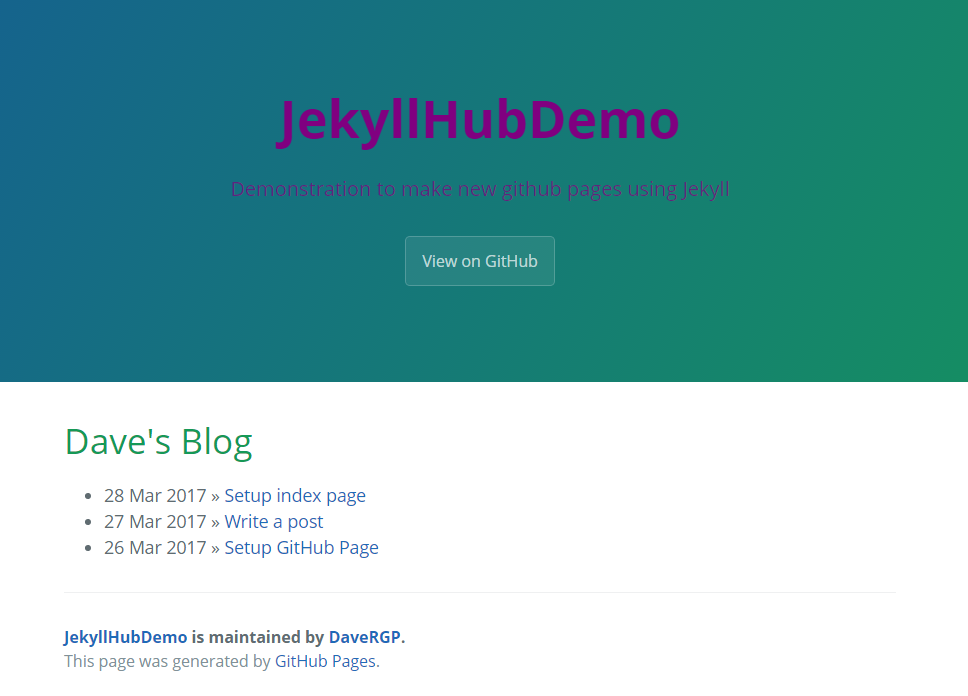 JekyllHubDemo
Demonstration to make new github pages using Jekyll
View on GitHub
Dave's Blog
28 Mar 2017 » Setup index page
27 Mar 2017 » Write a post
26 Mar 2017 » Setup GitHub Page
JekyllHubDemo is maintained by DaveRGP.
This page was generated by GitHub Pages.